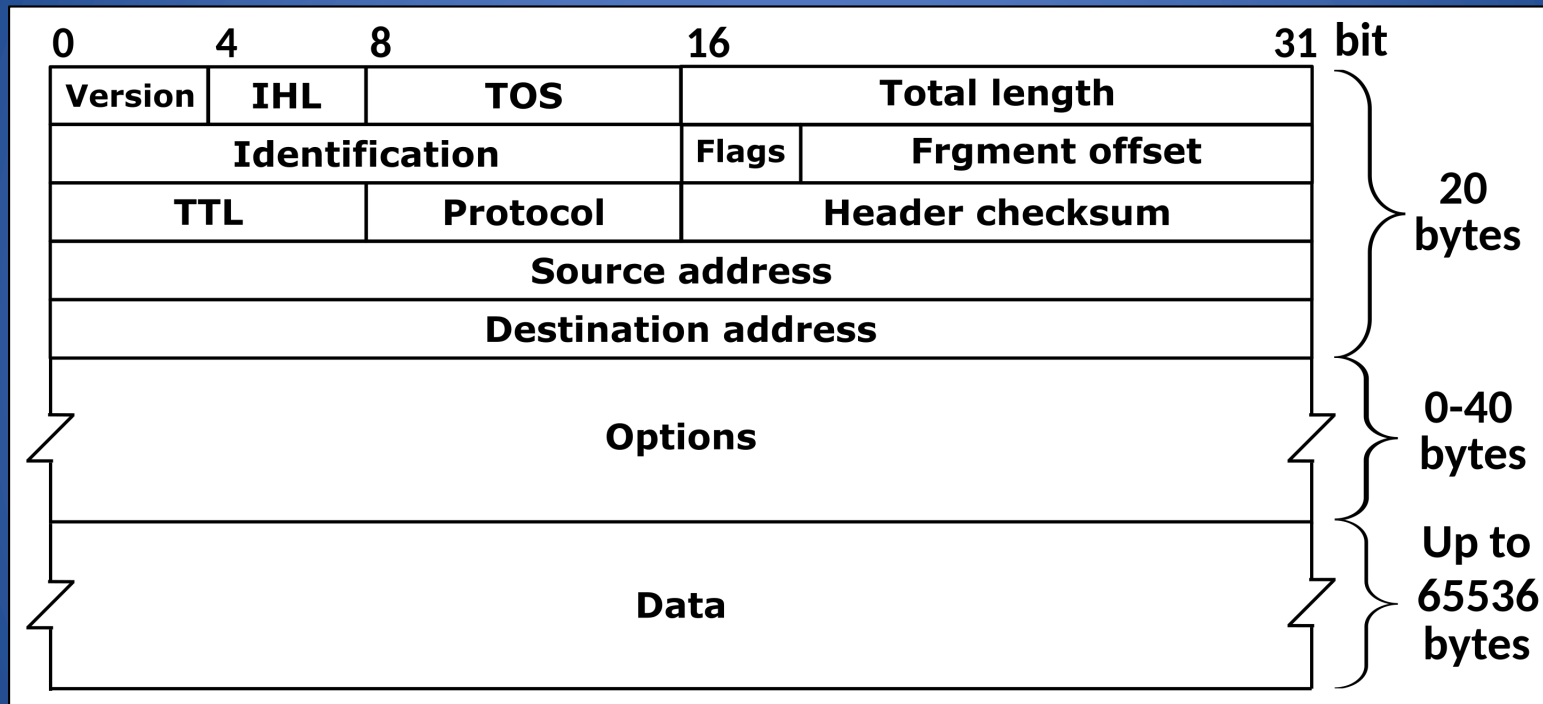 0 4 8 16 31 bit
Version IHL TOS Total length
Identification Flags Frgment offset
TTL Protocol Header checksum
Source address
Destination address
20
bytes
Options
0-40
bytes
Data
Up to
65536
bytes